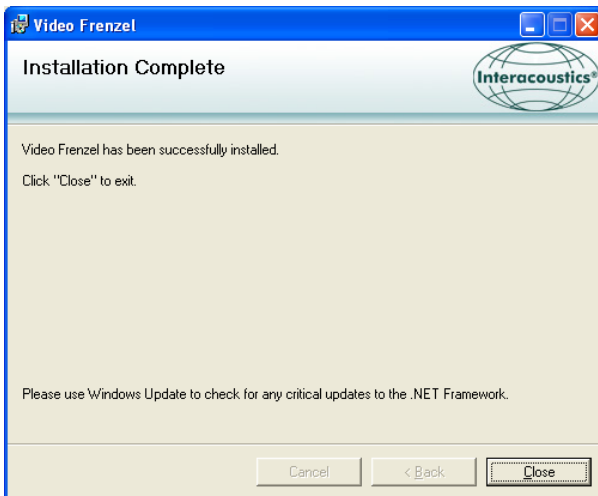 Video Frenzel
Installation Complete
Interacoustics®
Video Frenzel has been successfully installed.
Click "Close" to exit.
Please use Windows Update to check for any critical updates to the .NET Framework.
Cancel
< Back
Close